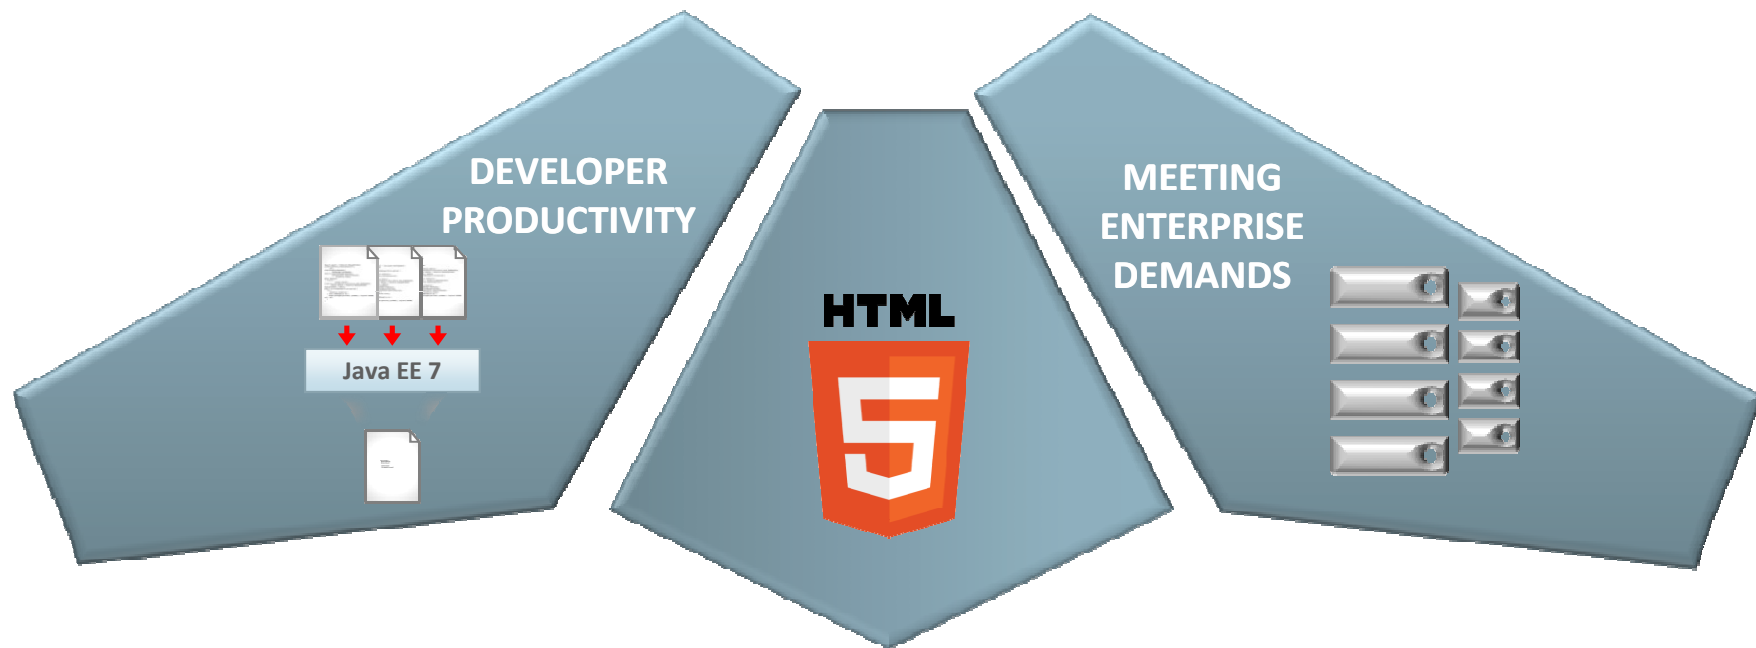 DEVELOPER
PRODUCTIVITY
Java EE 7
HTML
5
MEETING
ENTERPRISE
DEMANDS